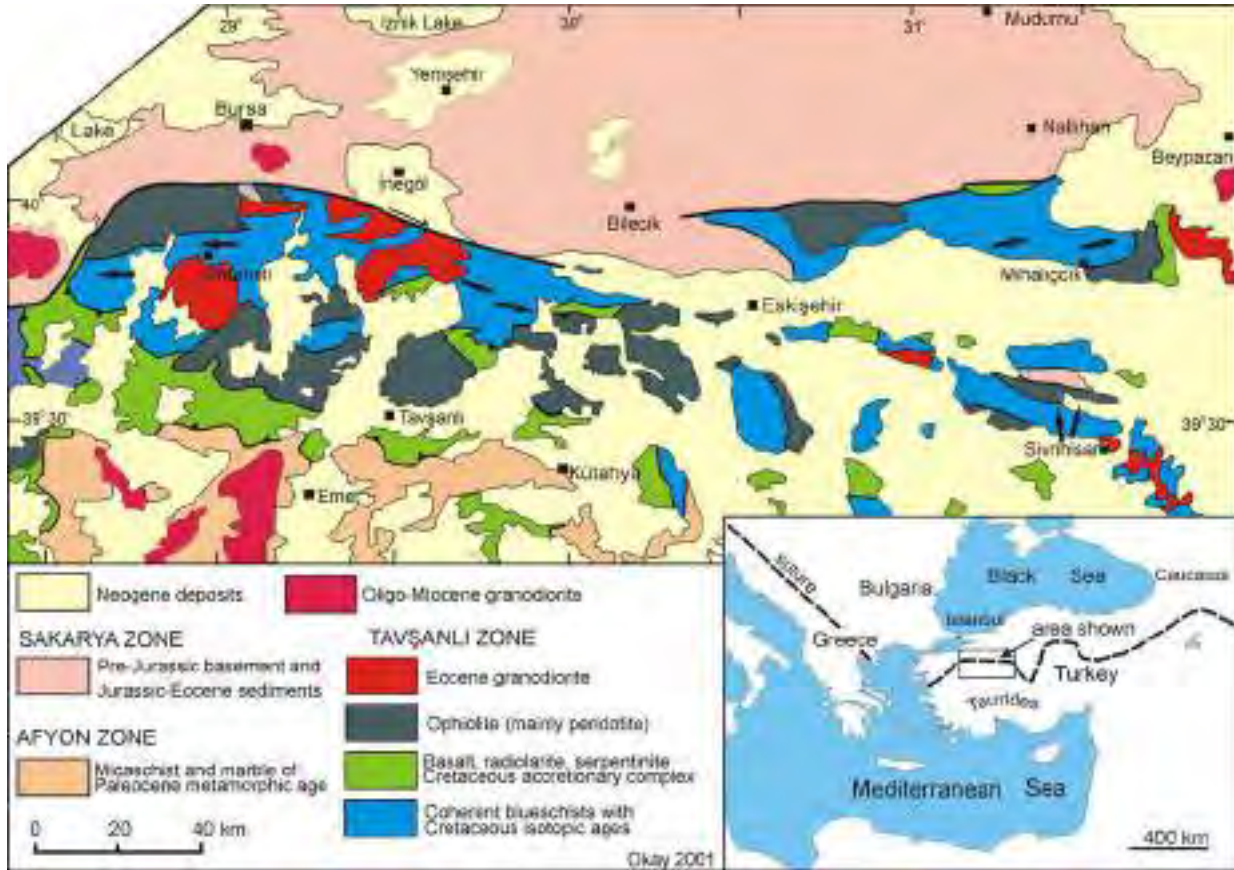 29
Iznik Lake
30
31
Mudurnu
Yenişehir
Bursa
Lake
Nallıhan
Beypazarı
İnegöl
40
Bilecik
Orhaneli
Mihalıççık
Eskişehir
Tavşanlı
39° 30
39° 30
Sivrihisar
Kütahya
Emet
Neogene deposits
Oligo-Miocene granodiorite
SAKARYA ZONE
Pre-Jurassic basement and
Jurassic-Eocene sediments
AFYON ZONE
Micaschist and marble of
Paleocene metamorphic age
0 20 40 km
TAVŞANLI ZONE
Eocene granodiorite
Ophiolite (mainly peridotite)
Basalt, radiolarite, serpentinite
Cretaceous accretionary complex
Coherent blueschists with
Cretaceous isotopic ages
Okay 2001
suture
Bulgaria
Black Sea
Caucasus
Istanbul
Greece
area shown
Turkey
Taurides
Mediterranean Sea
400 km